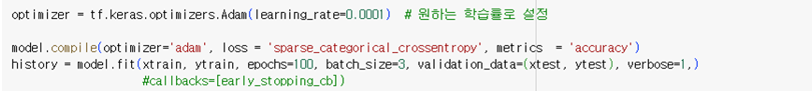 optimizer = tf.keras.optimizers.Adam(learning_rate=0.0001)  # 원하는 학습률로 설정
model.compile(optimizer='adam', loss = 'sparse_categorical_crossentropy', metrics  = 'accuracy')
history = model.fit(xtrain, ytrain, epochs=100, batch_size=3, validation_data=(xtest, ytest), verbose=1,)
#callbacks=[early_stopping_cb])